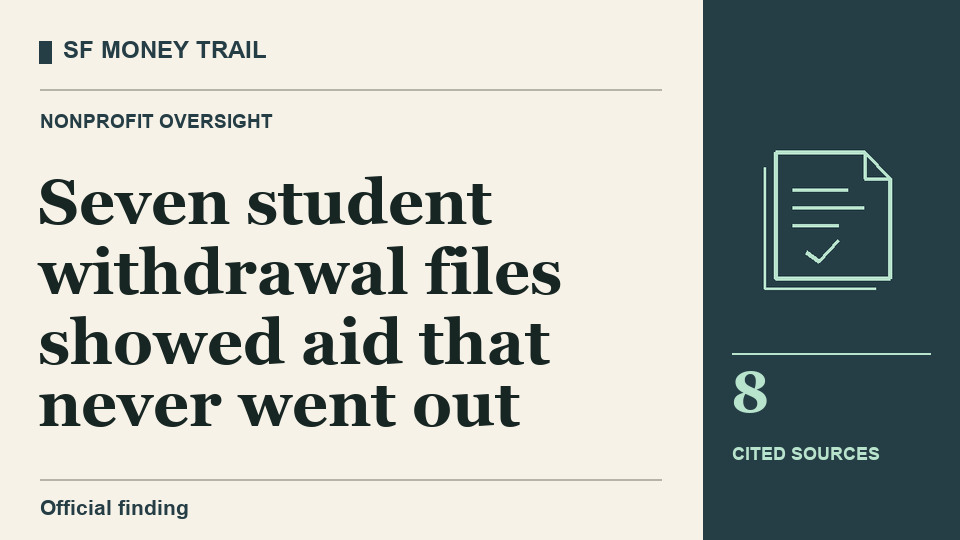 SF MONEY TRAIL
NONPROFIT OVERSIGHT
Seven student
withdrawal files
showed aid that
never went out
Official finding
8
CITED SOURCES